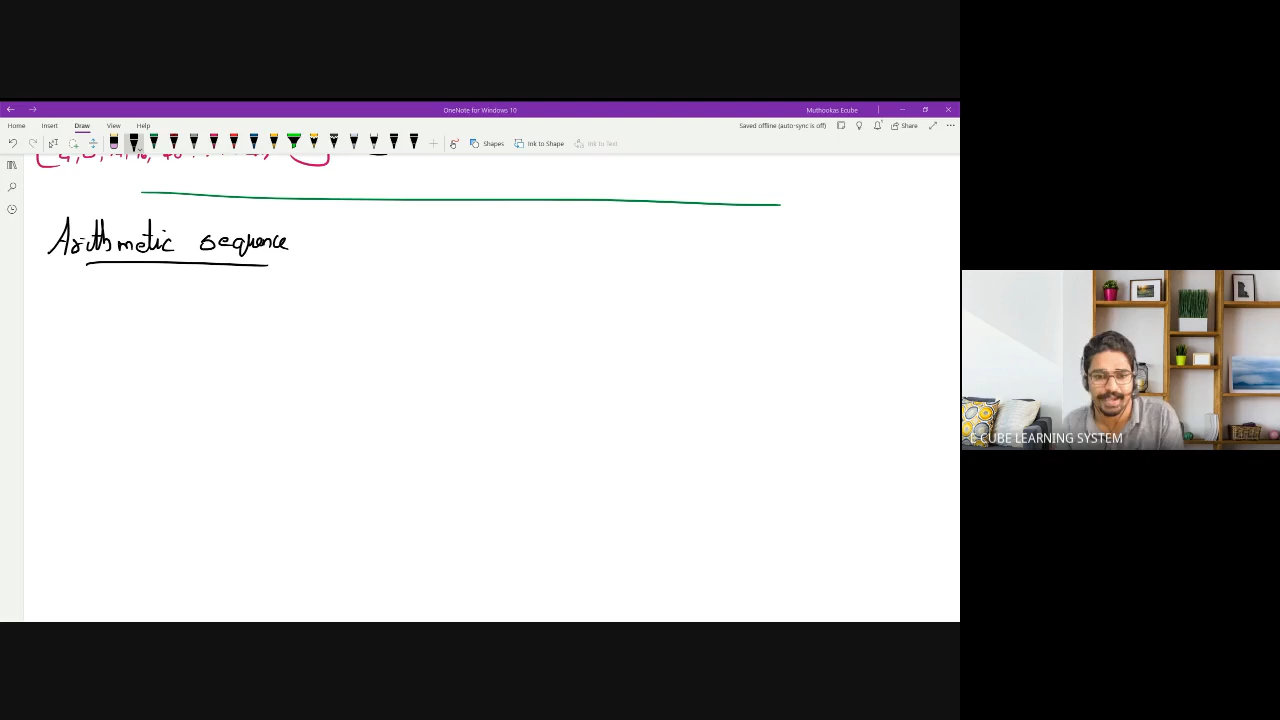 OneNote for Windows 10
Muthookas Ecube
Home Insert Draw View Help
Saved offline (auto-sync is off)
Share
Shapes
Ink to Shape
Ink to Text
Arithmetic sequence
E CUBE LEARNING SYSTEM